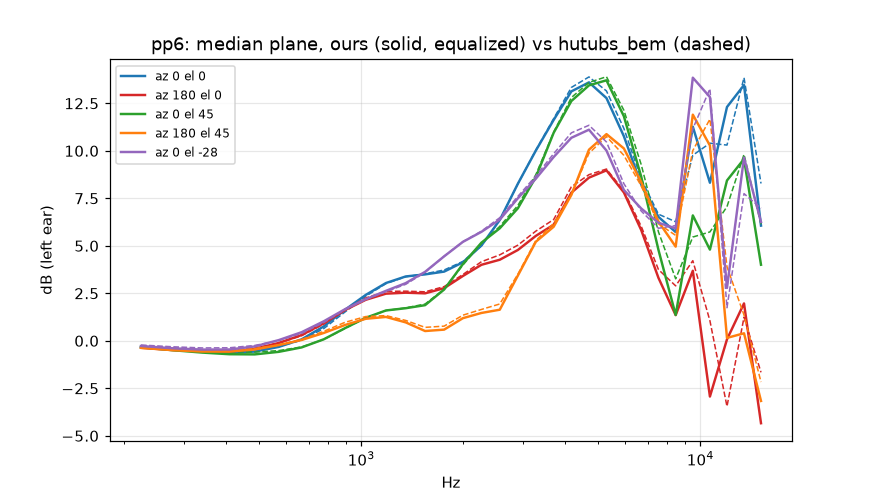 pp6: median plane, ours (solid, equalized) vs hutubs_bem (dashed)
az 0 el 0
az 180 el 0
az 0 el 45
az 180 el 45
az 0 el -28
12.5
10.0
7.5
5.0
2.5
0.0
−2.5
−5.0
dB (left ear)
10³
10⁴
Hz